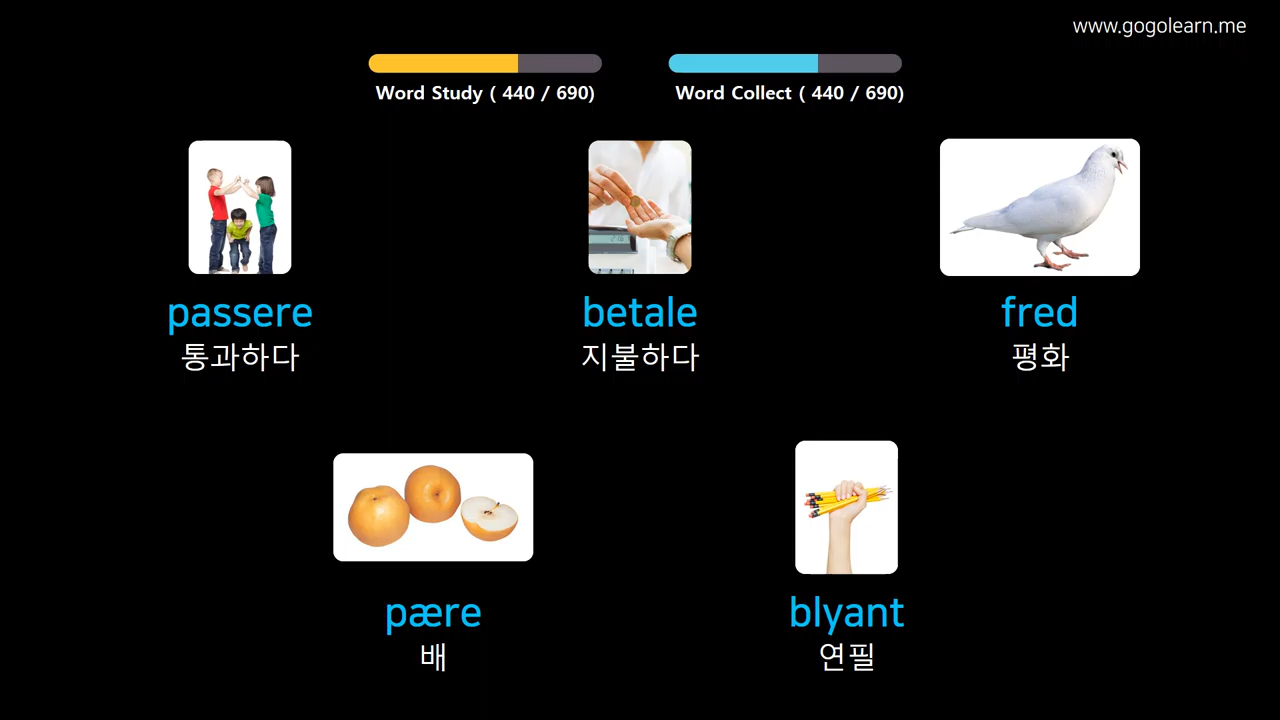 www.gogolearn.me
Word Study ( 440 / 690)
Word Collect ( 440 / 690)
passere
통과하다
betale
지불하다
fred
평화
pære
배
blyant
연필